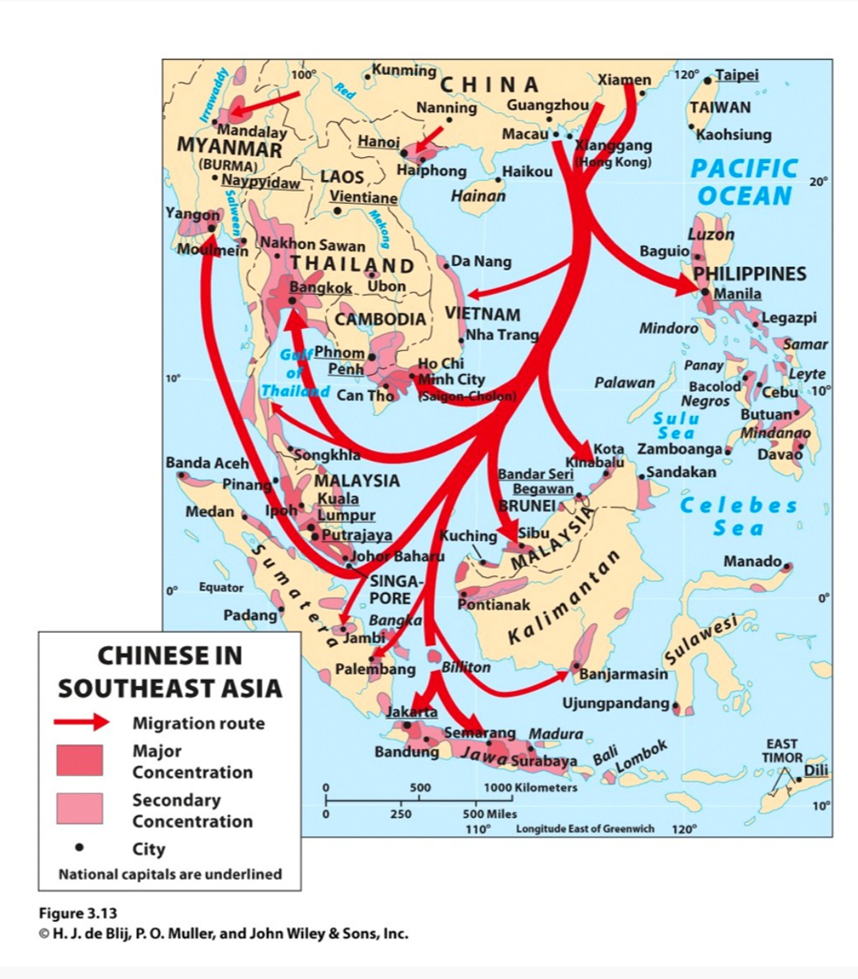 100°
Kunming
CHINA
Xiamen
120°
Taipei
Irrawaddy
Red
Nanning
Guangzhou
TAIWAN
Mandalay
Hanoi
Macau
Xianggang
(Hong Kong)
Kaohsiung
MYANMAR
(BURMA)
LAOS
Haiphong
Haikou
PACIFIC
OCEAN
20°
Naypyidaw
Vientiane
Hainan
Salween
Mekong
Yangon
Moulmein
Nakhon Sawan
Luzon
THAILAND
Da Nang
Baguio
PHILIPPINES
Bangkok
Ubon
Manila
CAMBODIA
VIETNAM
Legazpi
Nha Trang
Mindoro
Samar
Gulf
of
Thailand
Phnom
Penh
Ho Chi
Minh City
(Saigon-Cholon)
Panay
Leyte
10°
Can Tho
Palawan
Bacolod
Cebu
10°
Negros
Sulu
Sea
Butuan
Mindanao
Songkhla
Kota
Kinabalu
Zamboanga
Davao
Banda Aceh
Pinang
MALAYSIA
Bandar Seri
Begawan
Sandakan
Kuala
Lumpur
BRUNEI
Celebes
Sea
Medan
Ipoh
Putrajaya
Kuching
Sibu
MALAYSIA
Johor Baharu
Manado
Sumatera
SINGA-
PORE
Equator
0°
0°
Pontianak
Kalimantan
Padang
Bangka
Jambi
Sulawesi
Palembang
Billiton
Banjarmasin
Jakarta
Ujungpandang
Semarang
Madura
Bandung
Jawa
Surabaya
Bali
Lombok
EAST
TIMOR
Dili
0 500 1000 Kilometers
0 250 500 Miles
10°
110°
Longitude East of Greenwich
120°
CHINESE IN
SOUTHEAST ASIA
Migration route
Major
Concentration
Secondary
Concentration
City
National capitals are underlined
Figure 3.13
© H. J. de Blij, P. O. Muller, and John Wiley & Sons, Inc.